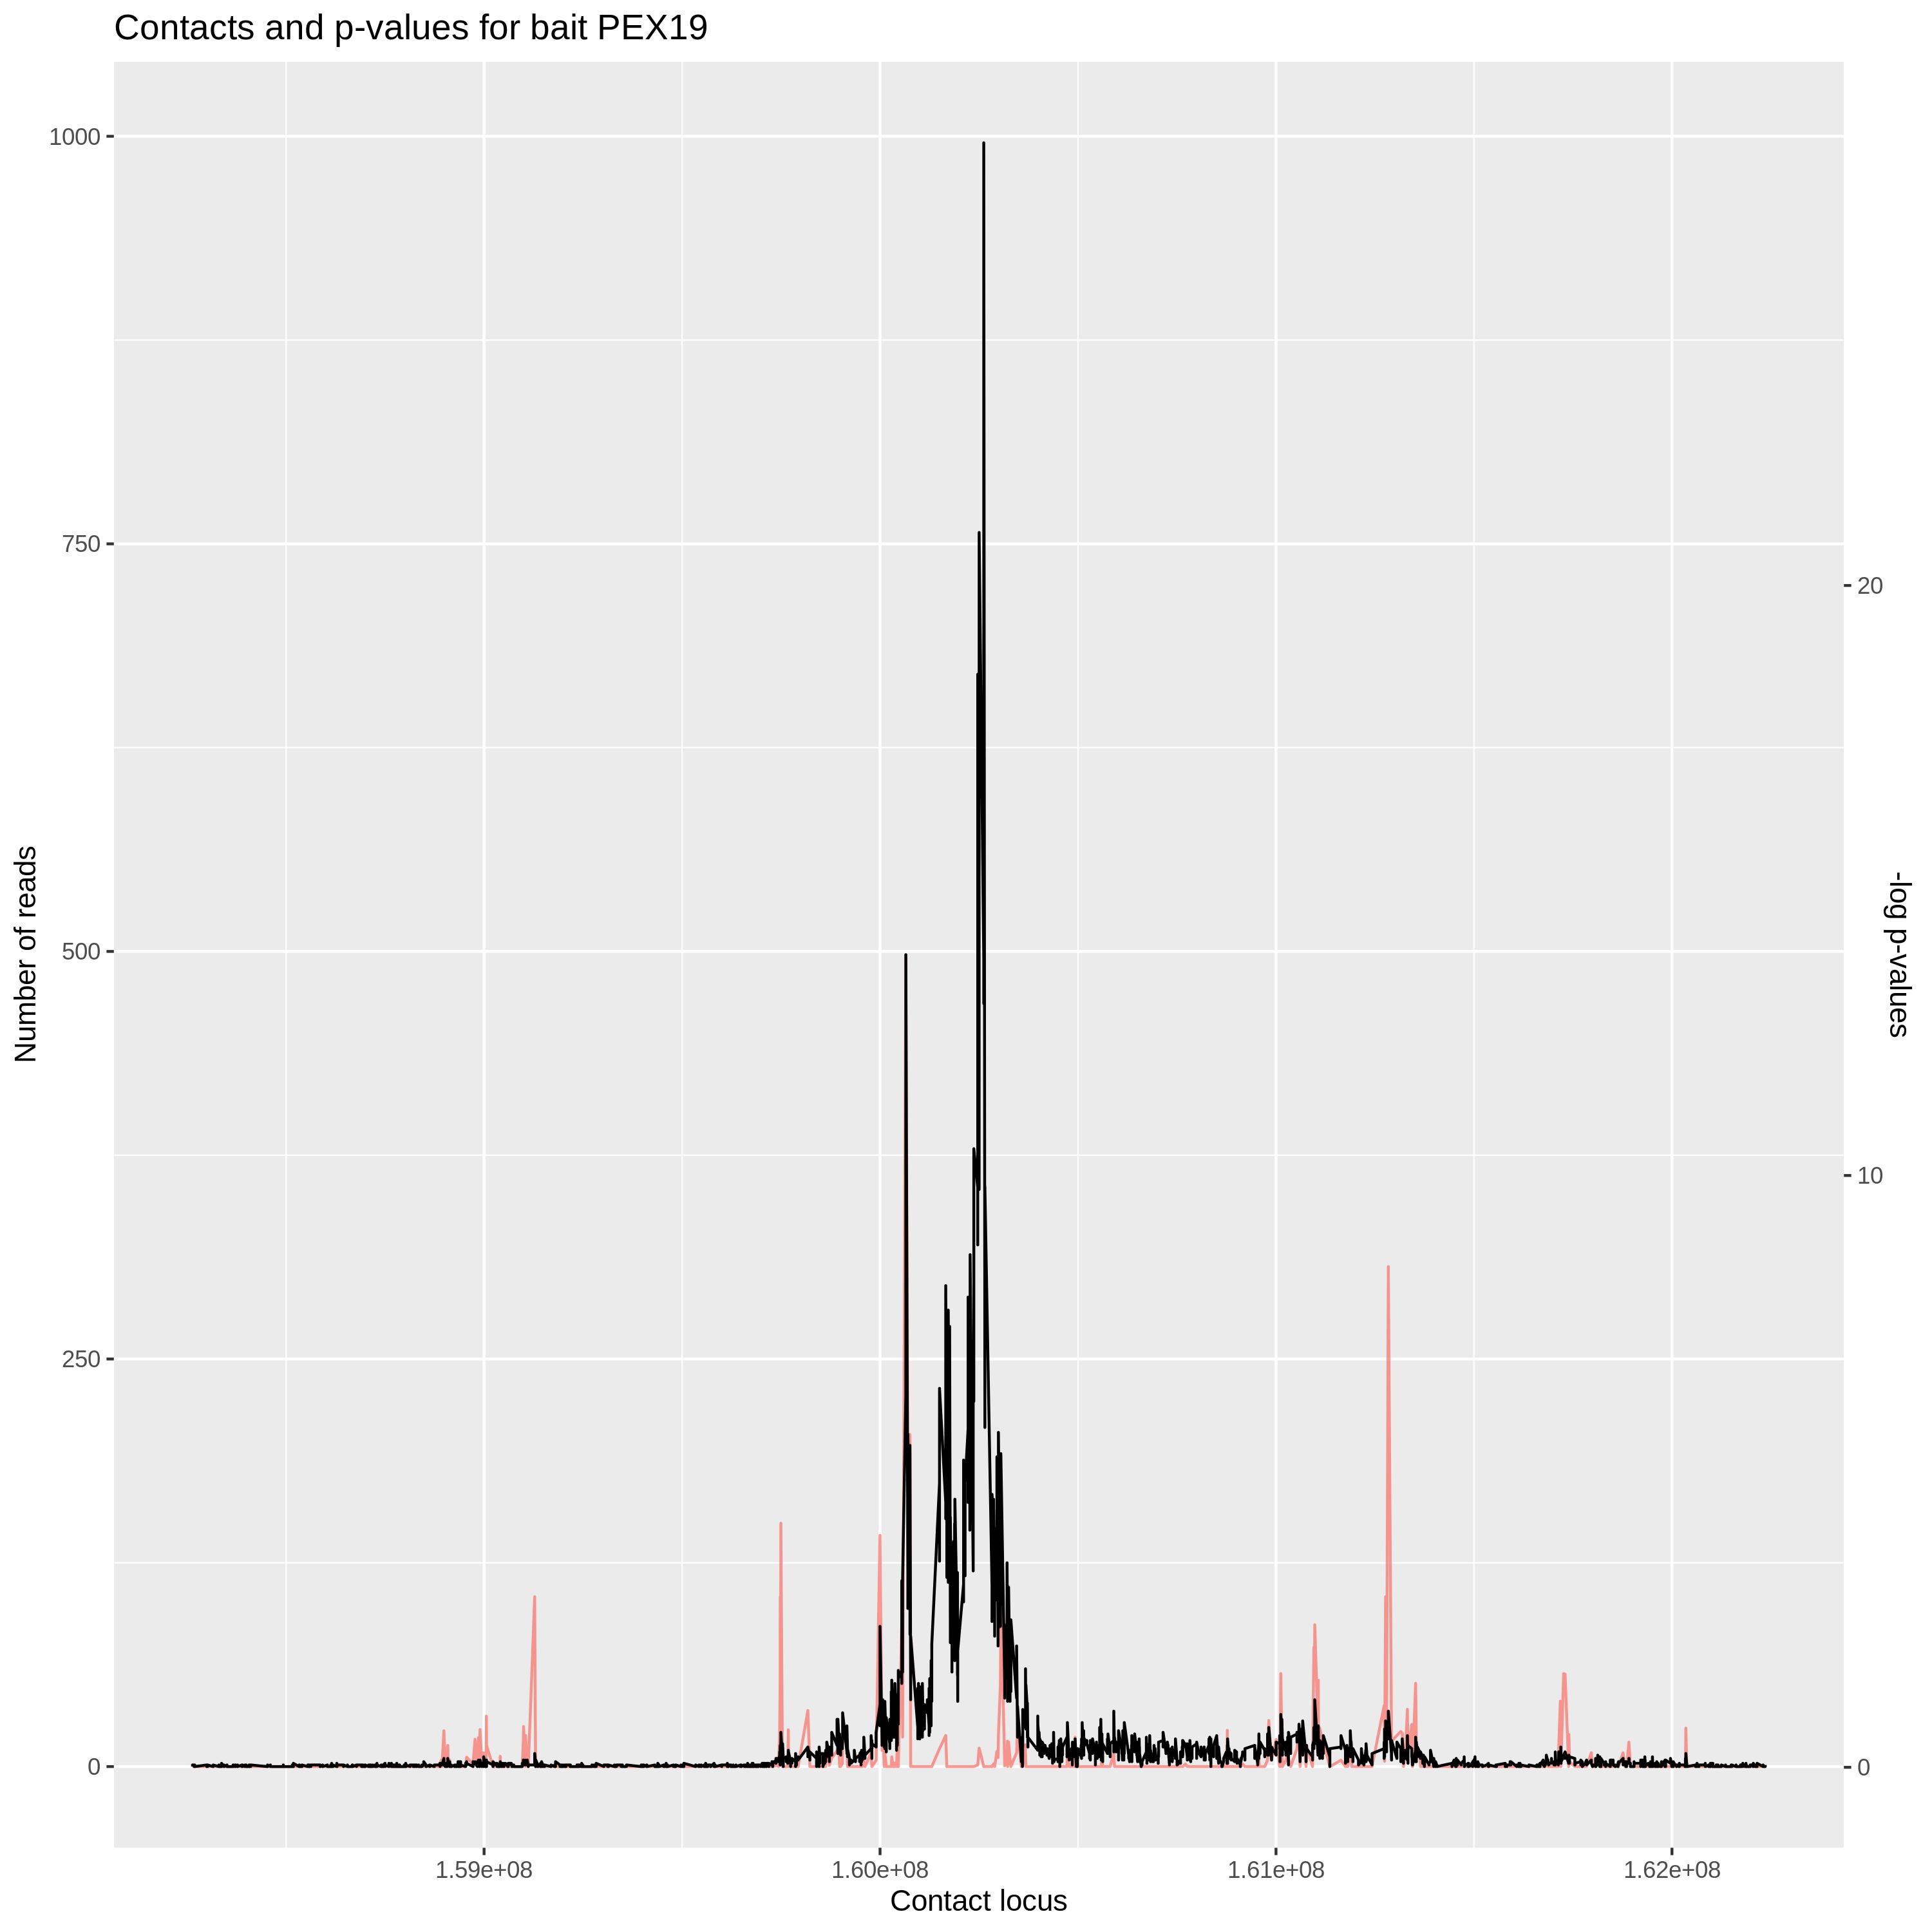 Contacts and p-values for bait PEX19
1000
750
500
250
0
Number of reads
20
10
0
-log p-values
1.59e+08
1.60e+08
1.61e+08
1.62e+08
Contact locus